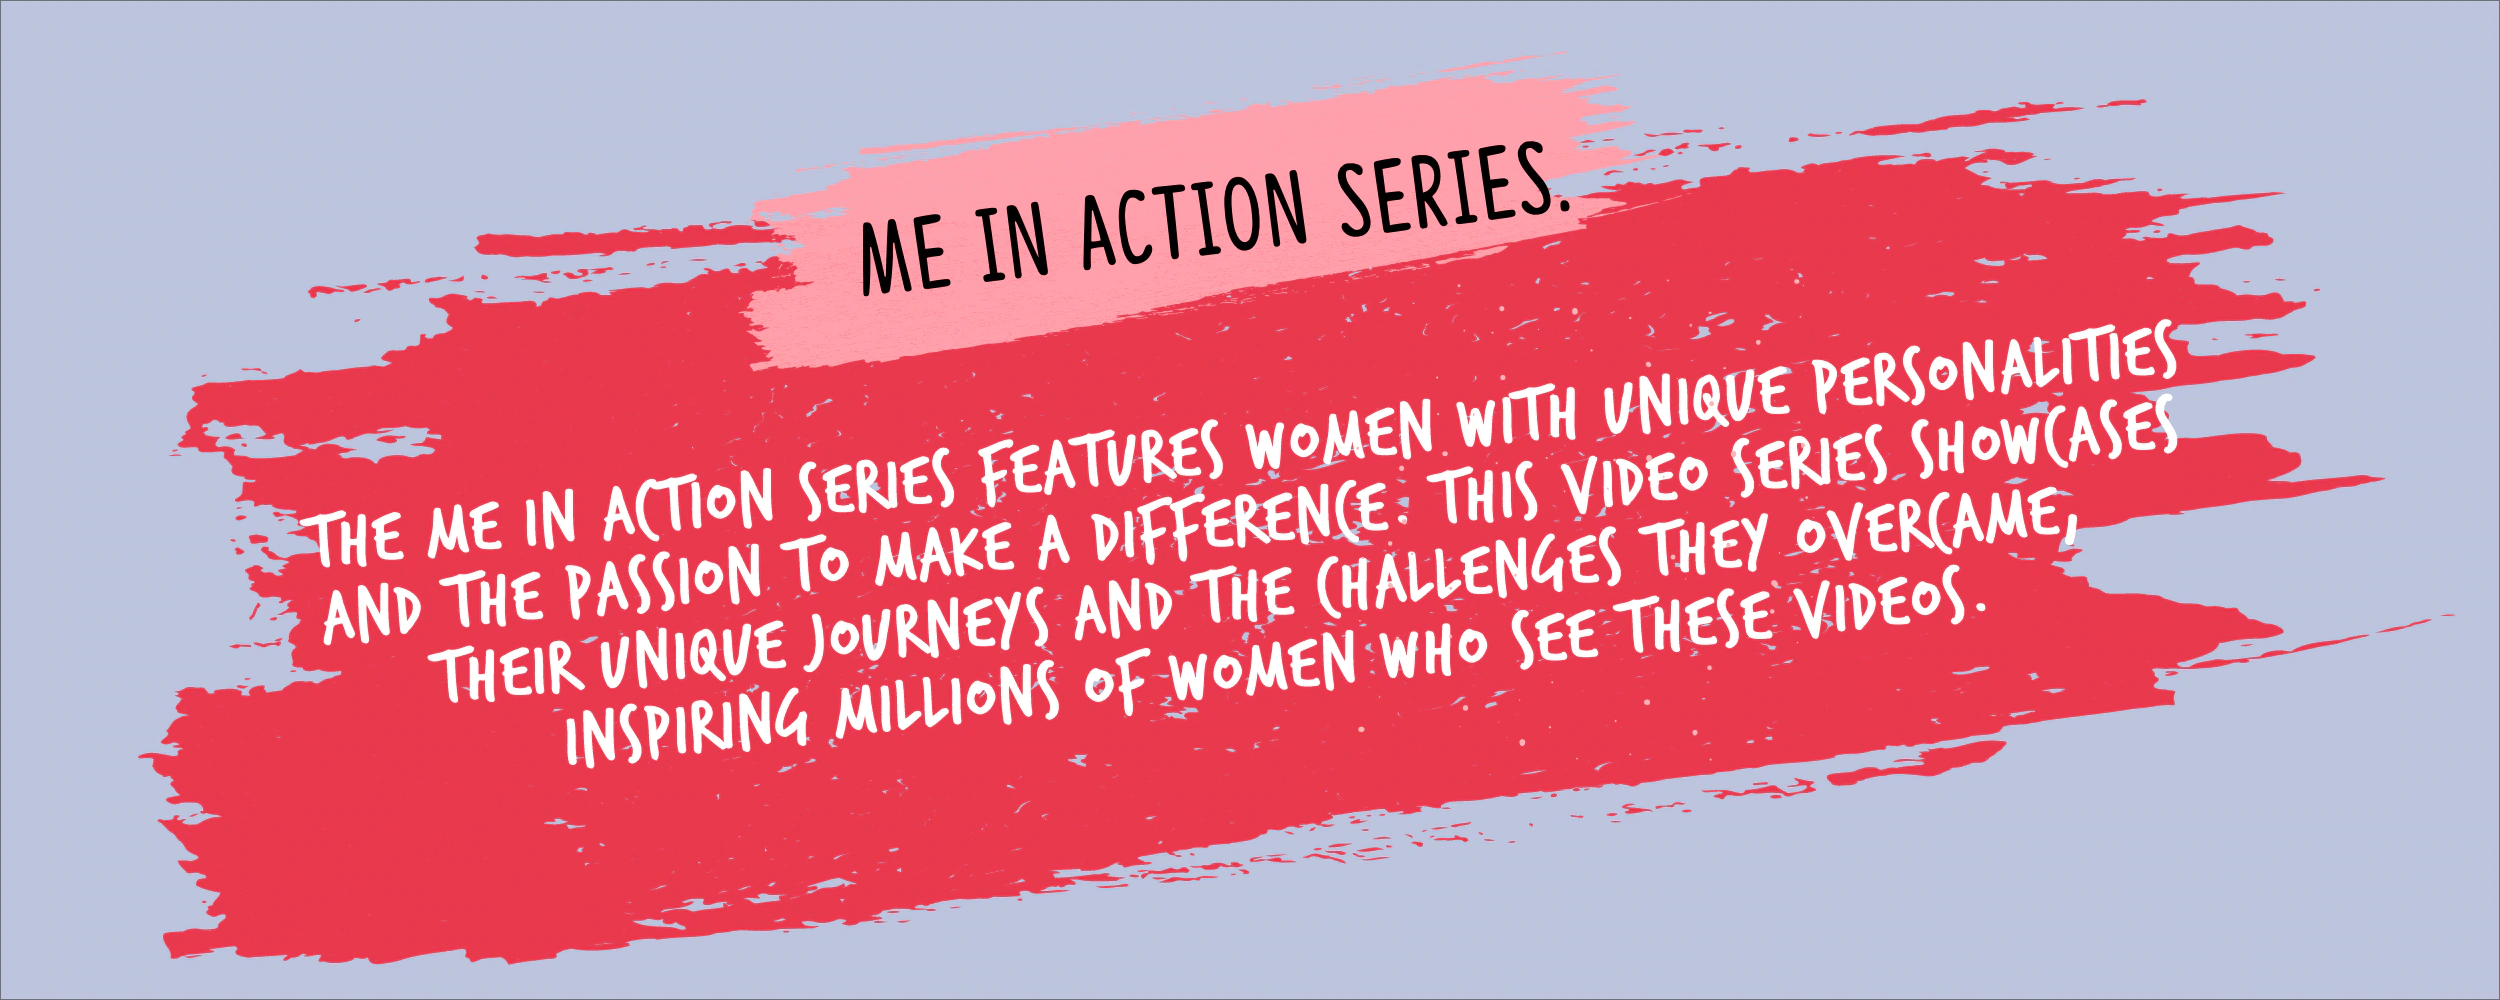 ME IN ACTION SERIES.
THE ME IN ACTION SERIES FEATURES WOMEN WITH UNIQUE PERSONALITIES
AND THE PASSION TO MAKE A DIFFERENCE. THIS VIDEO SERIES SHOWCASES
THEIR UNIQUE JOURNEYS AND THE CHALLENGES THEY OVERCAME,
INSPIRING MILLIONS OF WOMEN WHO SEE THESE VIDEOS.